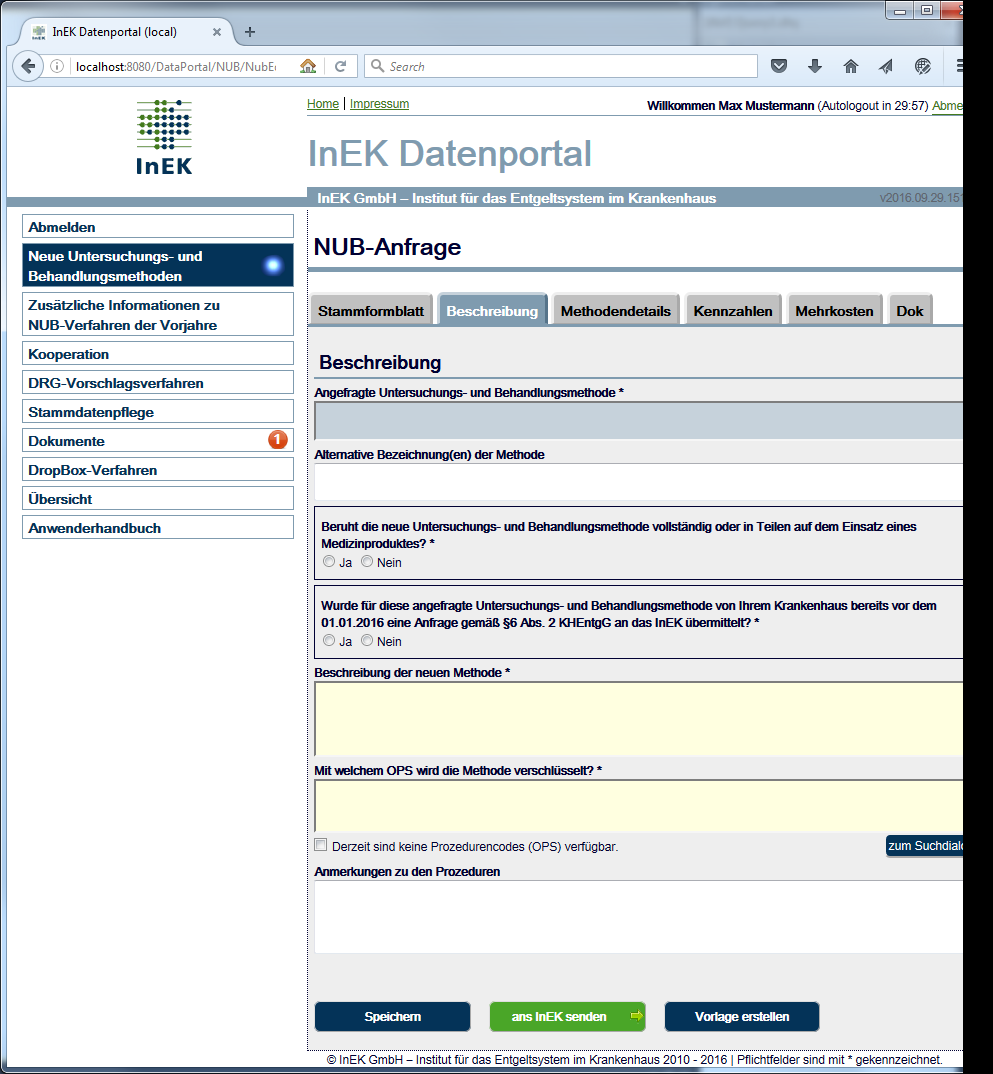 InEK Datenportal (local)
localhost:8080/DataPortal/NUB/NubE
Search
InEK
Home | Impressum
Willkommen Max Mustermann (Autologout in 29:57) Abme
InEK Datenportal
InEK GmbH – Institut für das Entgeltsystem im Krankenhaus
v2016.09.29.151
Abmelden
Neue Untersuchungs- und
Behandlungsmethoden
Zusätzliche Informationen zu
NUB-Verfahren der Vorjahre
Kooperation
DRG-Vorschlagsverfahren
Stammdatenpflege
Dokumente 1
DropBox-Verfahren
Übersicht
Anwenderhandbuch
NUB-Anfrage
Stammformblatt Beschreibung Methodendetails Kennzahlen Mehrkosten Dok
Beschreibung
Angefragte Untersuchungs- und Behandlungsmethode *
Alternative Bezeichnung(en) der Methode
Beruht die neue Untersuchungs- und Behandlungsmethode vollständig oder in Teilen auf dem Einsatz eines
Medizinproduktes? *
Ja Nein
Wurde für diese angefragte Untersuchungs- und Behandlungsmethode von Ihrem Krankenhaus bereits vor dem
01.01.2016 eine Anfrage gemäß §6 Abs. 2 KHEntgG an das InEK übermittelt? *
Ja Nein
Beschreibung der neuen Methode *
Mit welchem OPS wird die Methode verschlüsselt? *
Derzeit sind keine Prozedurencodes (OPS) verfügbar.
zum Suchdialo
Anmerkungen zu den Prozeduren
Speichern
ans InEK senden
Vorlage erstellen
© InEK GmbH – Institut für das Entgeltsystem im Krankenhaus 2010 - 2016 | Pflichtfelder sind mit * gekennzeichnet.